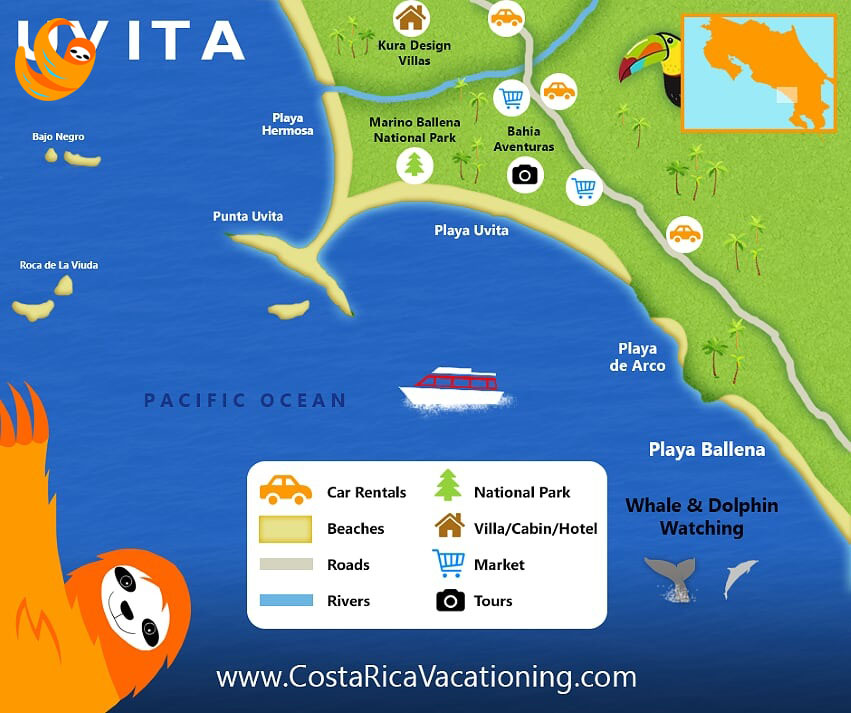 UVITA
Kura Design
Villas
Playa
Hermosa
Marino Ballena
National Park
Bahia
Aventuras
Bajo Negro
Punta Uvita
Playa Uvita
Roca de La Viuda
Playa
de Arco
PACIFIC OCEAN
Playa Ballena
Whale & Dolphin
Watching
Car Rentals
National Park
Beaches
Villa/Cabin/Hotel
Roads
Market
Rivers
Tours
www.CostaRicaVacationing.com